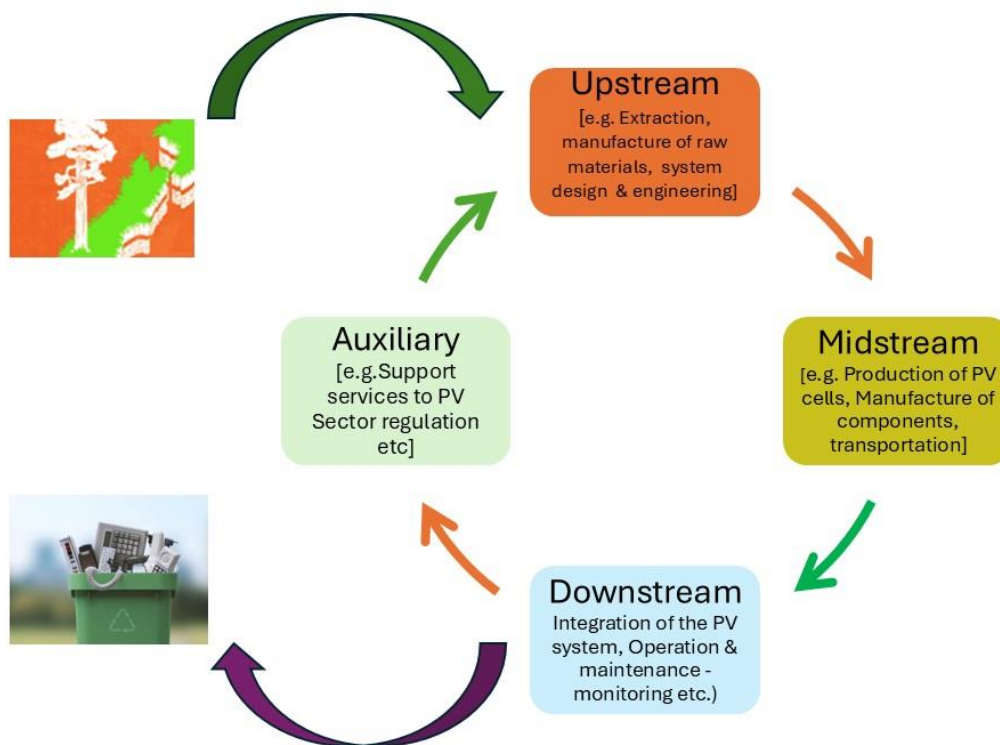 Upstream
[e.g. Extraction,
manufacture of raw
materials, system
design & engineering]
Auxiliary
[e.g.Support
services to PV
Sector regulation
etc]
Midstream
[e.g. Production of PV
cells, Manufacture of
components,
transportation]
Downstream
Integration of the PV
system, Operation &
maintenance -
monitoring etc.)